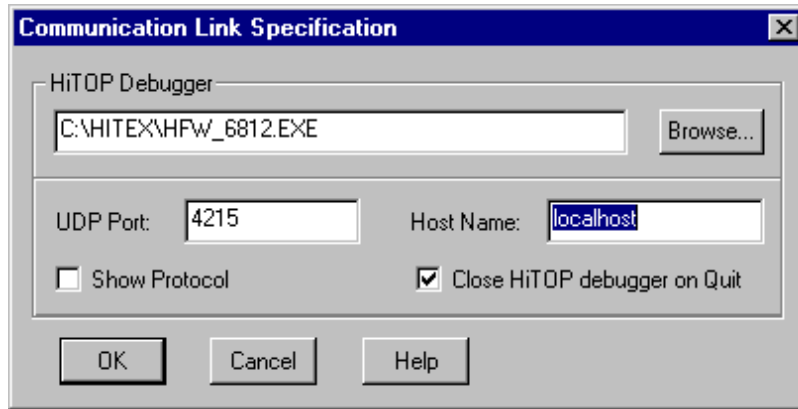 Communication Link Specification
HiTOP Debugger
C:\HITEX\HFW_6812.EXE Browse...
UDP Port: 4215 Host Name: localhost
Show Protocol Close HiTOP debugger on Quit
OK Cancel Help